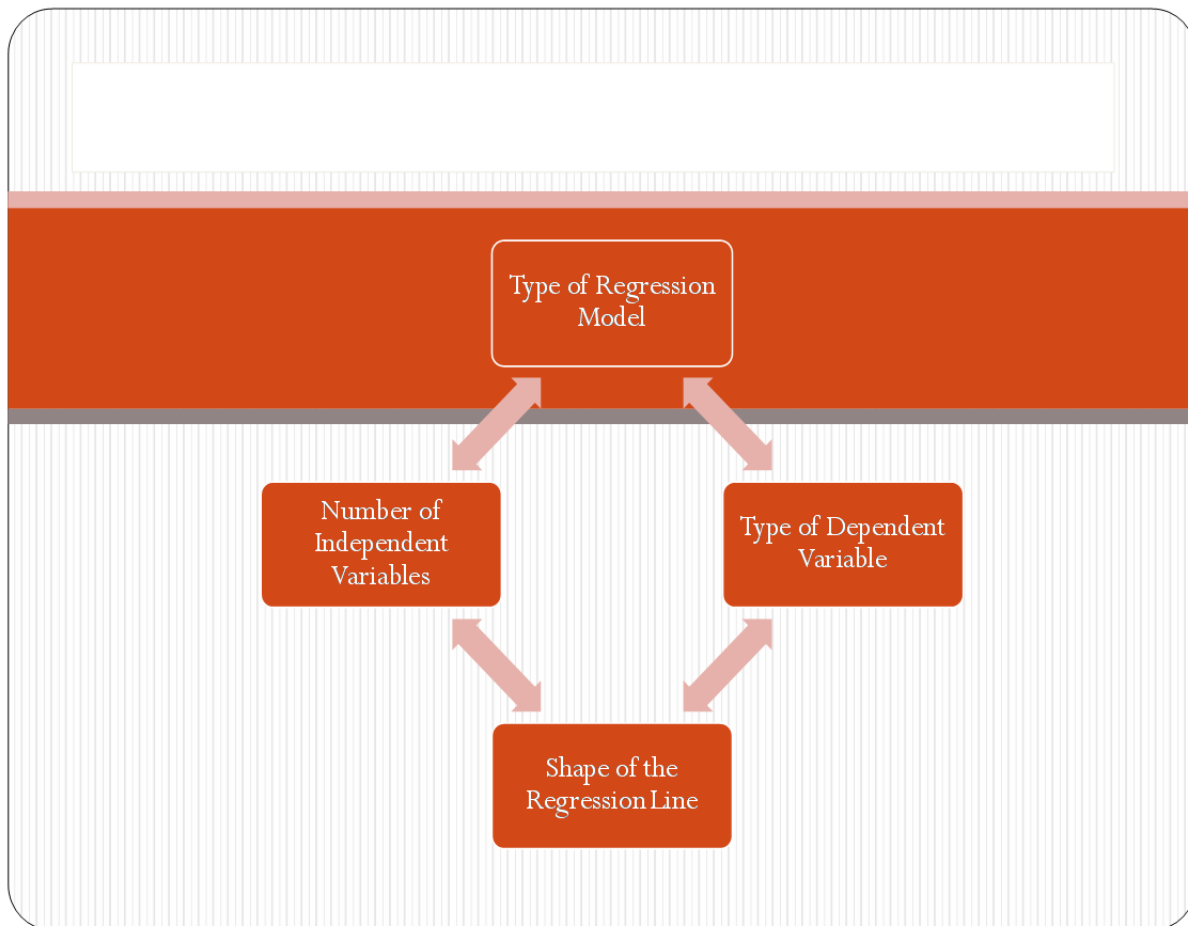 Type of Regression
Model
Number of
Independent
Variables
Type of Dependent
Variable
Shape of the
Regression Line